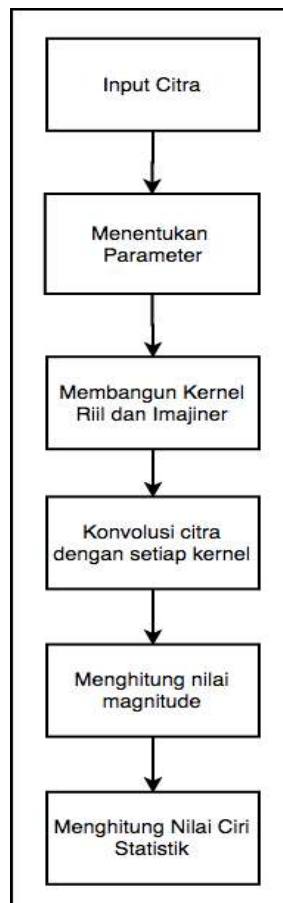 Input Citra
Menentukan
Parameter
Membangun Kernel
Riil dan Imajiner
Konvolusi citra
dengan setiap kernel
Menghitung nilai
magnitude
Menghitung Nilai Ciri
Statistik